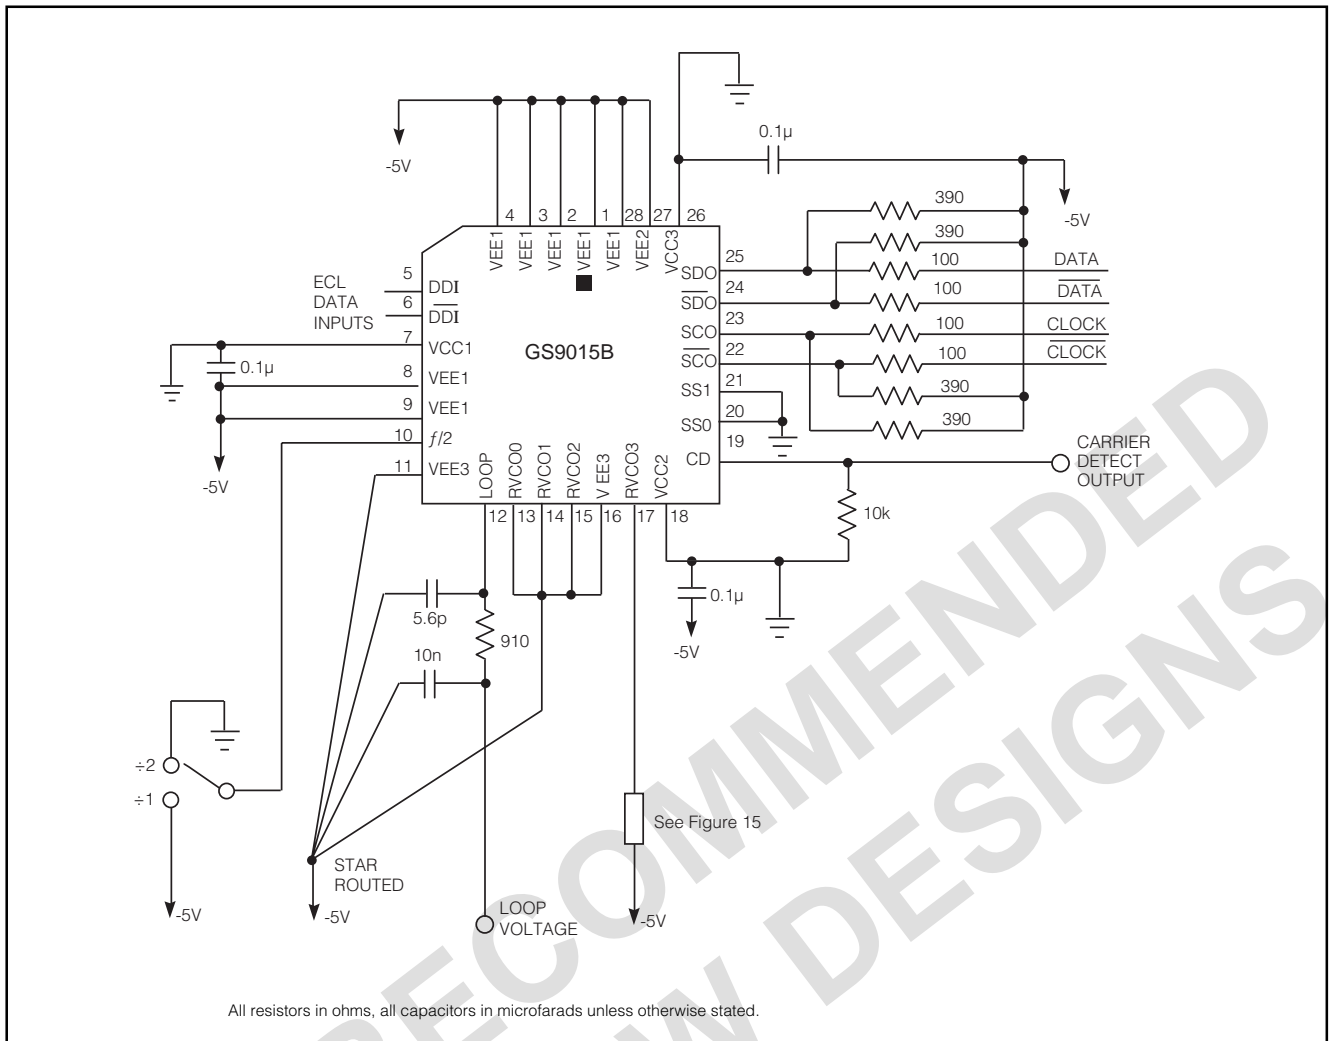 0.1µ
-5V
390
-5V
4 3 2 1 28 27 26
VEE1 VEE1 VEE1 VEE1 VEE1 VEE2 VCC3
390
25 100 DATA
SDO
ECL
DATA
INPUTS
5
DDI
6
DDI
24 100 DATA
SDO
23 100 CLOCK
SCO
7
VCC1
GS9015B
22 100 CLOCK
SCO
0.1µ
8
VEE1
21
SS1
390
9
VEE1
20
SS0
390
10
f/2
19
CD
CARRIER
DETECT
OUTPUT
11
VEE3
-5V
LOOP RVCO0 RVCO1 RVCO2 V EE3 RVCO3 VCC2
12 13 14 15 16 17 18
10k
5.6p
0.1µ
910
10n
-5V
÷2
÷1
See Figure 15
STAR
ROUTED
-5V
-5V
LOOP
VOLTAGE
-5V
All resistors in ohms, all capacitors in microfarads unless otherwise stated.
RECOMMENDED
W DESIGNS